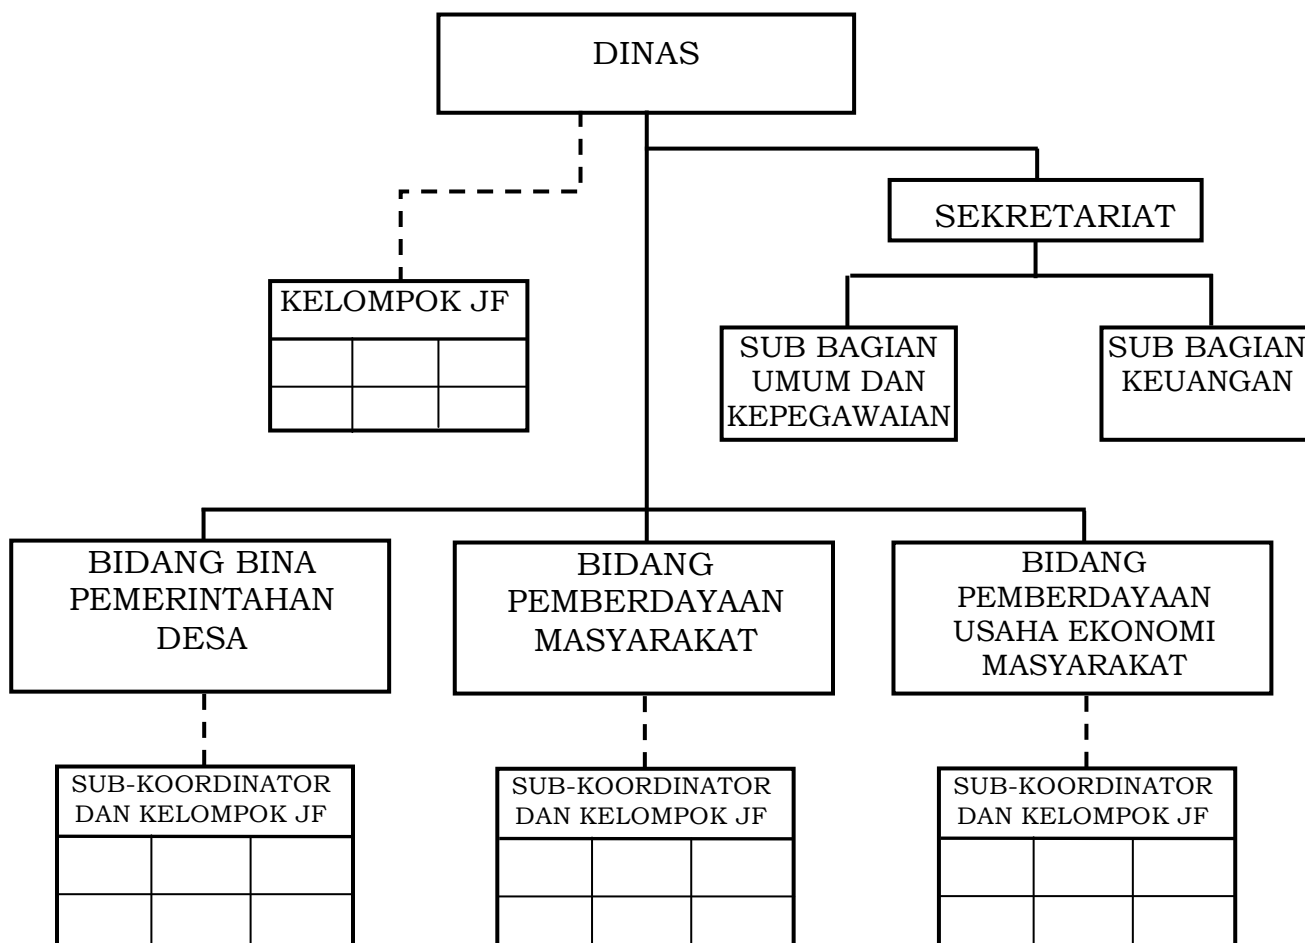 DINAS
SEKRETARIAT
KELOMPOK JF
SUB BAGIAN
UMUM DAN
KEPEGAWAIAN
SUB BAGIAN
KEUANGAN
BIDANG BINA
PEMERINTAHAN
DESA
BIDANG
PEMBERDAYAAN
MASYARAKAT
BIDANG
PEMBERDAYAAN
USAHA EKONOMI
MASYARAKAT
SUB-KOORDINATOR
DAN KELOMPOK JF
SUB-KOORDINATOR
DAN KELOMPOK JF
SUB-KOORDINATOR
DAN KELOMPOK JF